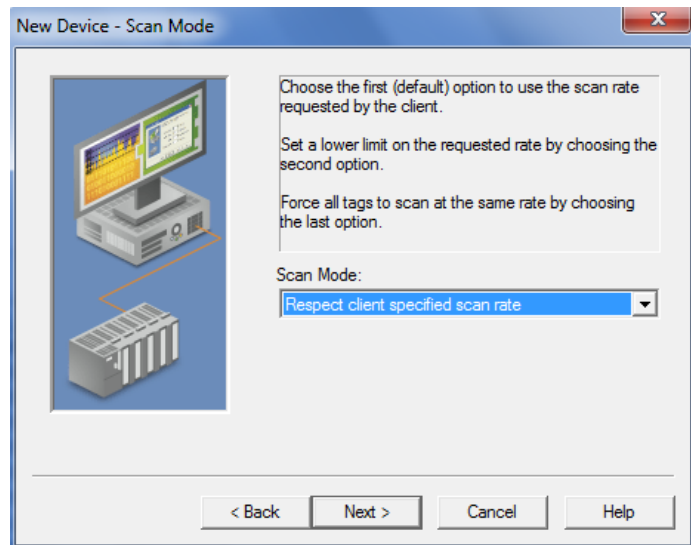 New Device - Scan Mode
Choose the first (default) option to use the scan rate
requested by the client.
Set a lower limit on the requested rate by choosing the
second option.
Force all tags to scan at the same rate by choosing
the last option.
Scan Mode:
Respect client specified scan rate
< Back
Next >
Cancel
Help